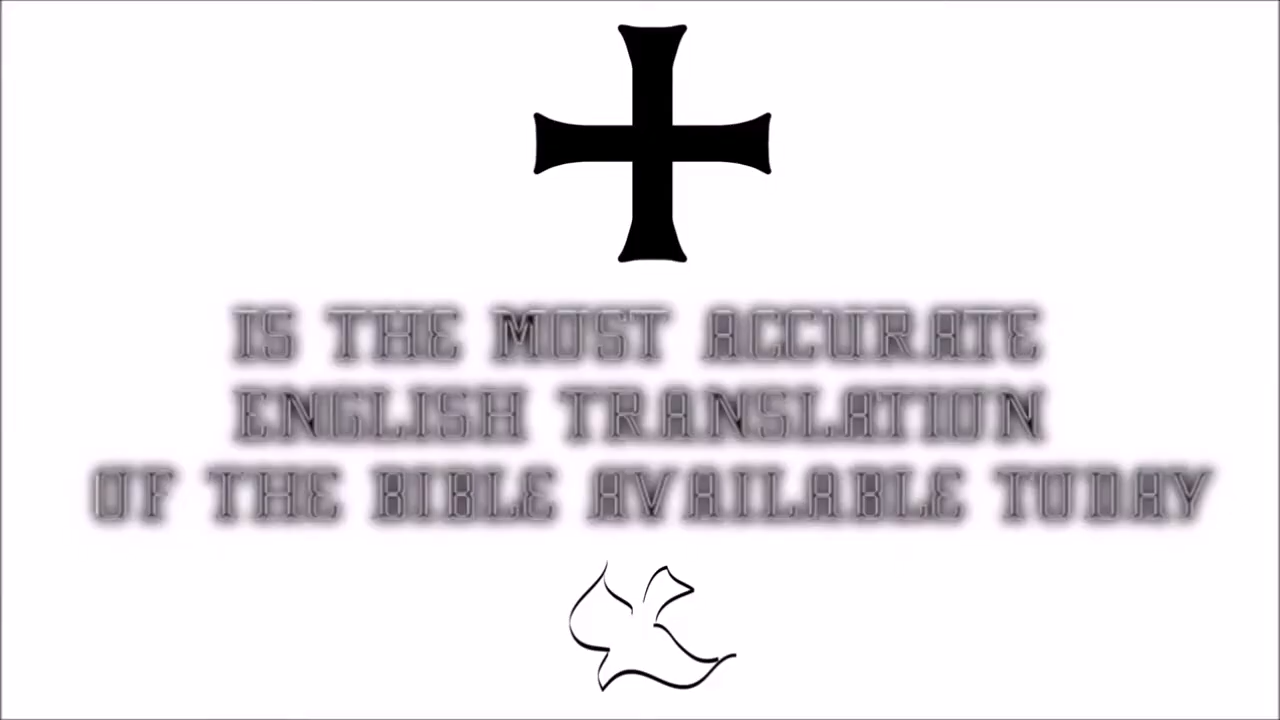 IS THE MOST ACCURATE
ENGLISH TRANSLATION
OF THE BIBLE AVAILABLE TODAY